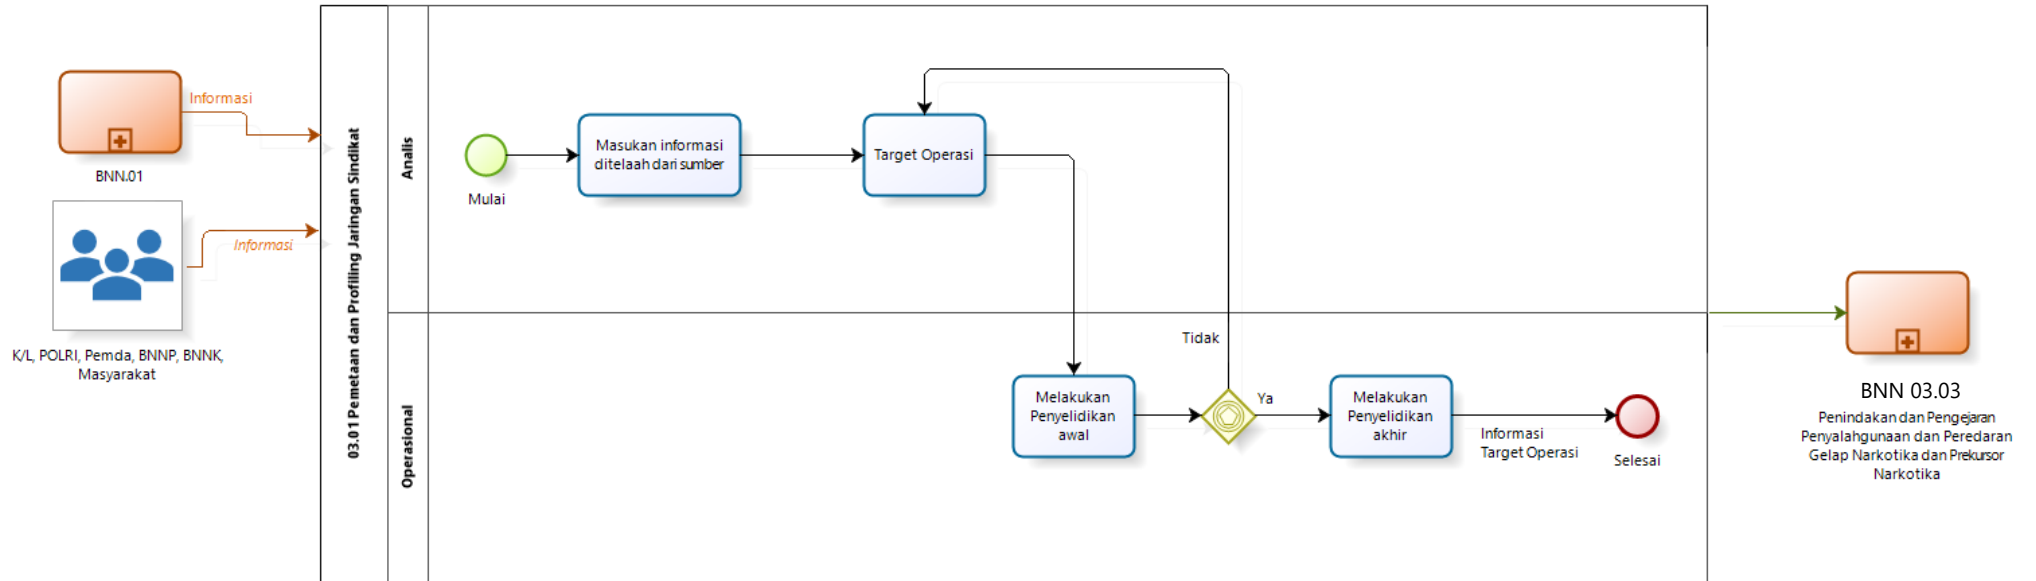 Informasi
BNN.01
Informasi
K/L, POLRI, Pemda, BNNP, BNNK,
Masyarakat
03.01 Pemetaan dan Profiling Jaringan Sindikat
Analis
Mulai
Masukan informasi
ditelaah dari sumber
Target Operasi
Operasional
Melakukan
Penyelidikan
awal
Tidak
Ya
Melakukan
Penyelidikan
akhir
Informasi
Target Operasi
Selesai
BNN 03.03
Penindakan dan Pengejaran
Penyalahgunaan dan Peredaran
Gelap Narkotika dan Prekursor
Narkotika